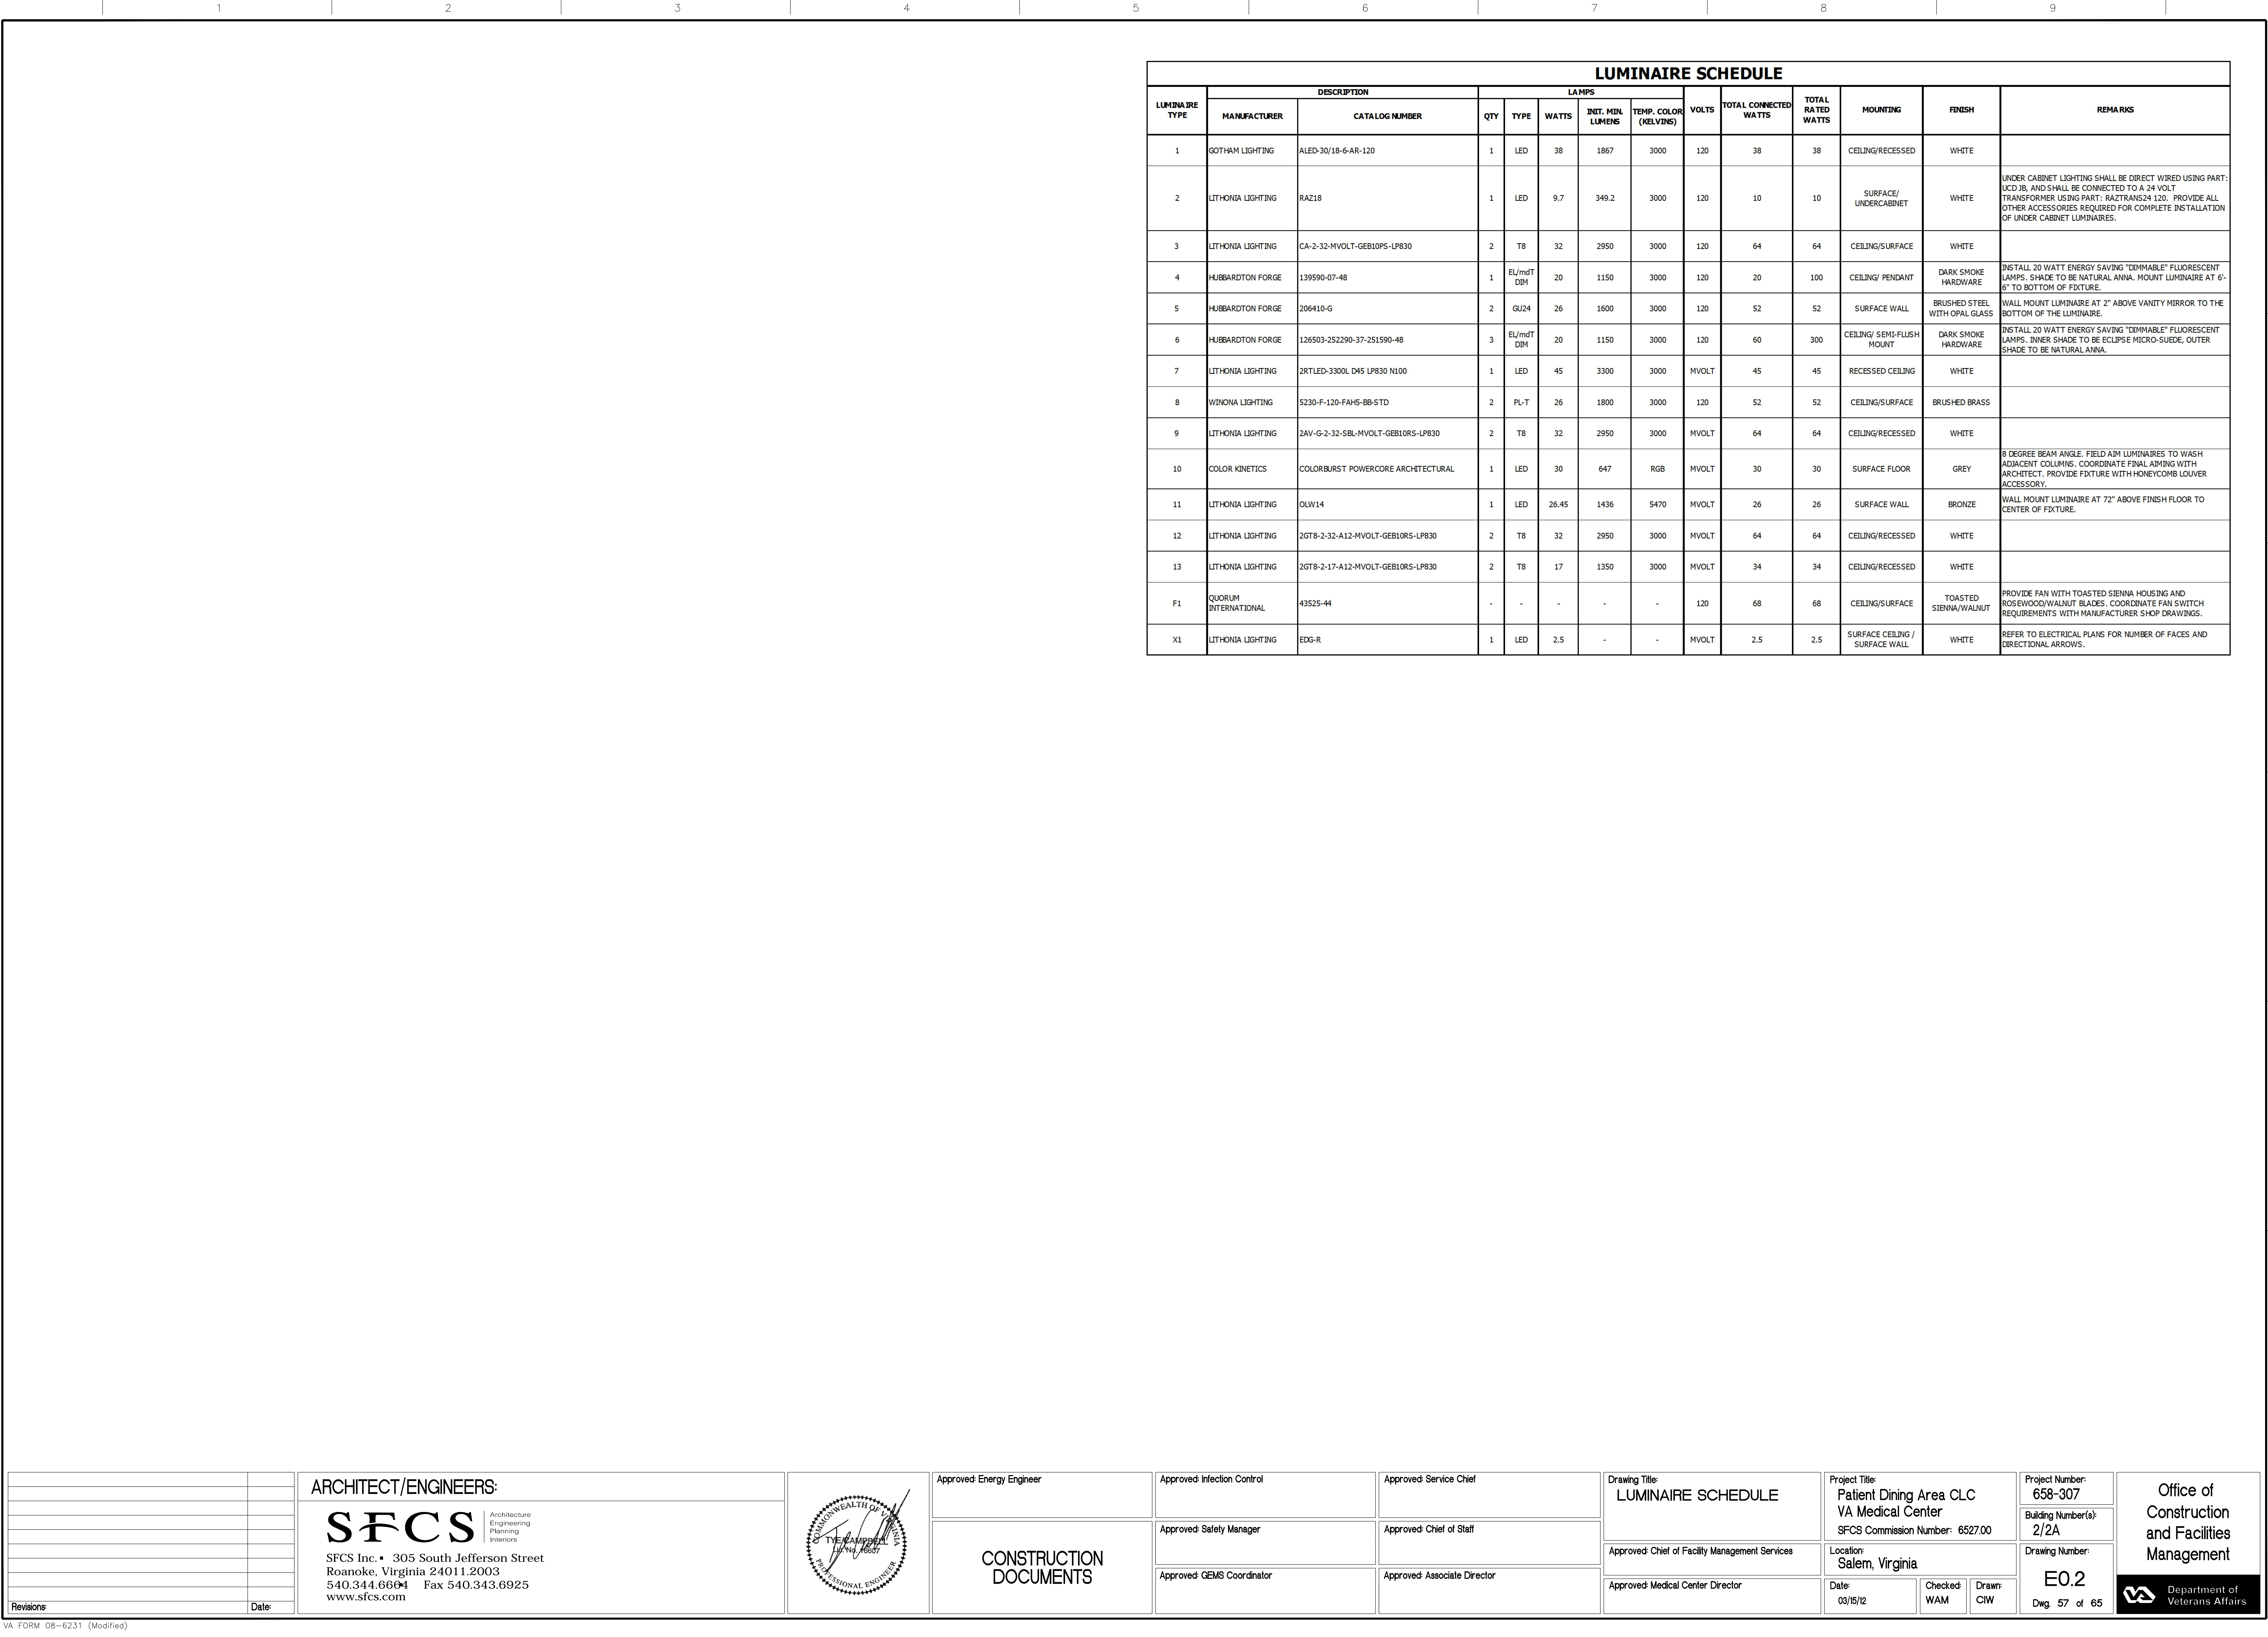 1 2 3 4 5 6 7 8 9
LUMINAIRE SCHEDULE
LUMINAIRE TYPE DESCRIPTION LAMPS VOLTS TOTAL CONNECTED WATTS TOTAL RATED WATTS MOUNTING FINISH REMARKS
MANUFACTURER CATALOG NUMBER QTY TYPE WATTS INIT. MIN. LUMENS TEMP. COLOR (KELVINS)
1 GOTHAM LIGHTING ALED-30/18-6-AR-120 1 LED 38 1867 3000 120 38 38 CEILING/RECESSED WHITE
2 LITHONIA LIGHTING RAZ18 1 LED 9.7 349.2 3000 120 10 10 SURFACE/ UNDERCABINET WHITE
UNDER CABINET LIGHTING SHALL BE DIRECT WIRED USING PART:
UCD JB, AND SHALL BE CONNECTED TO A 24 VOLT
TRANSFORMER USING PART: RAZTRANS24 120. PROVIDE ALL
OTHER ACCESSORIES REQUIRED FOR COMPLETE INSTALLATION
OF UNDER CABINET LUMINAIRES.
3 LITHONIA LIGHTING CA-2-32-MVOLT-GEB10PS-LP830 2 T8 32 2950 3000 120 64 64 CEILING/SURFACE WHITE
4 HUBBARDTON FORGE 139590-07-48 1 EL/mdT DIM 20 1150 3000 120 20 100 CEILING/ PENDANT DARK SMOKE HARDWARE
INSTALL 20 WATT ENERGY SAVING "DIMMABLE" FLUORESCENT
LAMPS. SHADE TO BE NATURAL ANNA. MOUNT LUMINAIRE AT 6'-
6" TO BOTTOM OF FIXTURE.
5 HUBBARDTON FORGE 206410-G 2 GU24 26 1600 3000 120 52 52 SURFACE WALL BRUSHED STEEL WITH OPAL GLASS
WALL MOUNT LUMINAIRE AT 2" ABOVE VANITY MIRROR TO THE
BOTTOM OF THE LUMINAIRE.
6 HUBBARDTON FORGE 126503-252290-37-251590-48 3 EL/mdT DIM 20 1150 3000 120 60 300 CEILING/ SEMI-FLUSH MOUNT DARK SMOKE HARDWARE
INSTALL 20 WATT ENERGY SAVING "DIMMABLE" FLUORESCENT
LAMPS. INNER SHADE TO BE ECLIPSE MICRO-SUEDE, OUTER
SHADE TO BE NATURAL ANNA.
7 LITHONIA LIGHTING 2RTLED-3300L D45 LP830 N100 1 LED 45 3300 3000 MVOLT 45 45 RECESSED CEILING WHITE
8 WINONA LIGHTING 5230-F-120-FAH5-BB-STD 2 PL-T 26 1800 3000 120 52 52 CEILING/SURFACE BRUSHED BRASS
9 LITHONIA LIGHTING 2AV-G-2-32-SBL-MVOLT-GEB10RS-LP830 2 T8 32 2950 3000 MVOLT 64 64 CEILING/RECESSED WHITE
10 COLOR KINETICS COLORBURST POWERCORE ARCHITECTURAL 1 LED 30 647 RGB MVOLT 30 30 SURFACE FLOOR GREY
8 DEGREE BEAM ANGLE. FIELD AIM LUMINAIRES TO WASH
ADJACENT COLUMNS. COORDINATE FINAL AIMING WITH
ARCHITECT. PROVIDE FIXTURE WITH HONEYCOMB LOUVER
ACCESSORY.
11 LITHONIA LIGHTING OLW14 1 LED 26.45 1436 5470 MVOLT 26 26 SURFACE WALL BRONZE
WALL MOUNT LUMINAIRE AT 72" ABOVE FINISH FLOOR TO
CENTER OF FIXTURE.
12 LITHONIA LIGHTING 2GT8-2-32-A12-MVOLT-GEB10RS-LP830 2 T8 32 2950 3000 MVOLT 64 64 CEILING/RECESSED WHITE
13 LITHONIA LIGHTING 2GT8-2-17-A12-MVOLT-GEB10RS-LP830 2 T8 17 1350 3000 MVOLT 34 34 CEILING/RECESSED WHITE
F1 QUORUM INTERNATIONAL 43525-44 - - - - - 120 68 68 CEILING/SURFACE TOASTED SIENNA/WALNUT
PROVIDE FAN WITH TOASTED SIENNA HOUSING AND
ROSEWOOD/WALNUT BLADES. COORDINATE FAN SWITCH
REQUIREMENTS WITH MANUFACTURER SHOP DRAWINGS.
X1 LITHONIA LIGHTING EDG-R 1 LED 2.5 - - MVOLT 2.5 2.5 SURFACE CEILING / SURFACE WALL WHITE
REFER TO ELECTRICAL PLANS FOR NUMBER OF FACES AND
DIRECTIONAL ARROWS.
Revisions: Date:
VA FORM 08-6231 (Modified)
ARCHITECT/ENGINEERS:
SFCS
Architecture
Engineering
Planning
Interiors
SFCS Inc. ▪ 305 South Jefferson Street
Roanoke, Virginia 24011.2003
540.344.6664 Fax 540.343.6925
www.sfcs.com
COMMONWEALTH OF VIRGINIA
TYE CAMPBELL
Lic. No. 16607
PROFESSIONAL ENGINEER
Approved: Energy Engineer
CONSTRUCTION
DOCUMENTS
Approved: Infection Control
Approved: Safety Manager
Approved: GEMS Coordinator
Approved: Service Chief
Approved: Chief of Staff
Approved: Associate Director
Drawing Title:
LUMINAIRE SCHEDULE
Approved: Chief of Facility Management Services
Approved: Medical Center Director
Project Title:
Patient Dining Area CLC
VA Medical Center
SFCS Commission Number: 6527.00
Location:
Salem, Virginia
Date:
03/15/12
Checked:
WAM
Drawn:
CIW
Project Number:
658-307
Building Number(s):
2/2A
Drawing Number:
E0.2
Dwg. 57 of 65
Office of
Construction
and Facilities
Management
Department of
Veterans Affairs